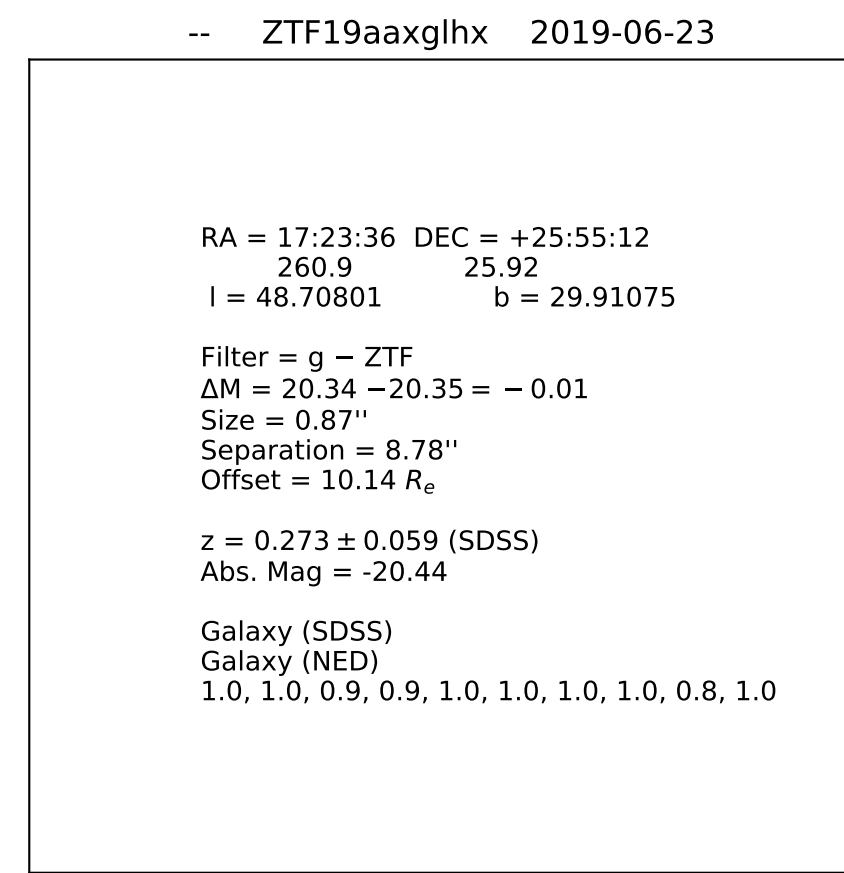 -- ZTF19aaxglhx 2019-06-23
RA = 17:23:36 DEC = +25:55:12
260.9 25.92
l = 48.70801 b = 29.91075
Filter = g − ZTF
ΔM = 20.34 −20.35 = − 0.01
Size = 0.87''
Separation = 8.78''
Offset = 10.14 Re
z = 0.273 ± 0.059 (SDSS)
Abs. Mag = -20.44
Galaxy (SDSS)
Galaxy (NED)
1.0, 1.0, 0.9, 0.9, 1.0, 1.0, 1.0, 1.0, 0.8, 1.0